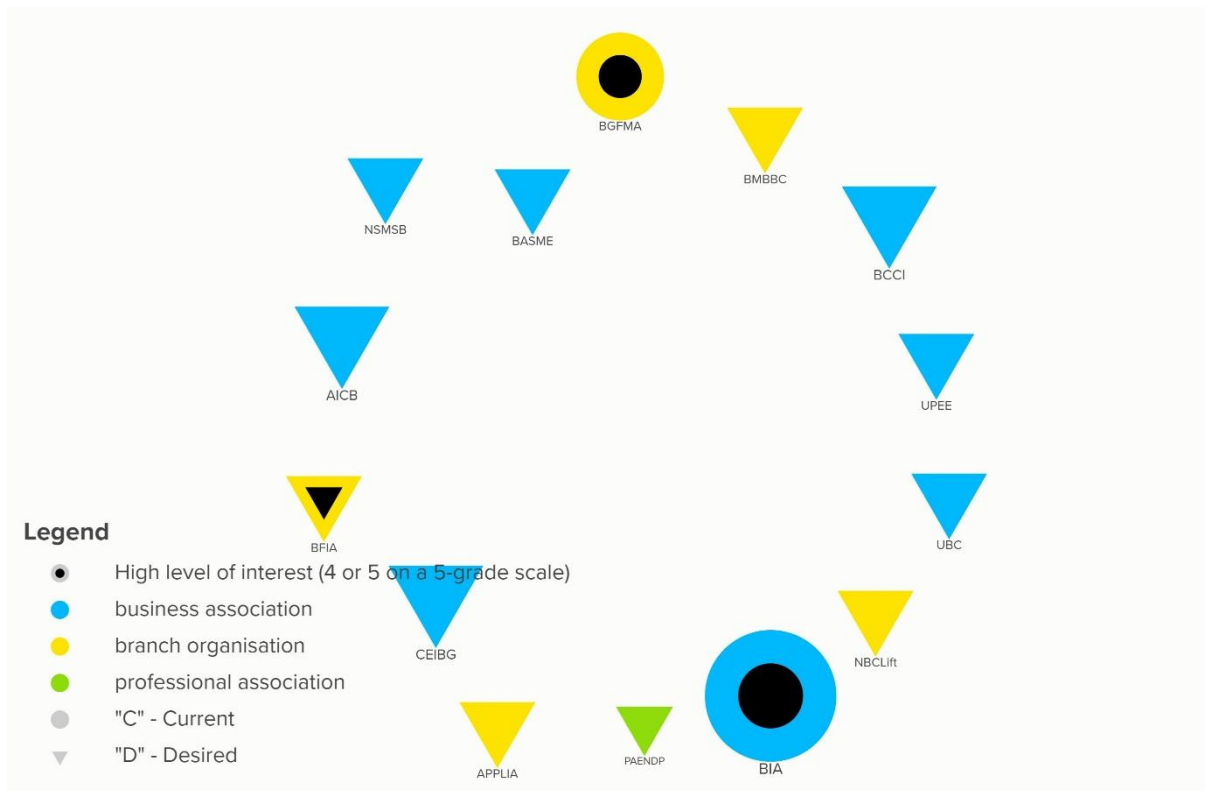 BGFMA
BMBBC
NSMSB
BASME
BCCI
AICB
UPEE
BFIA
UBC
Legend
High level of interest (4 or 5 on a 5-grade scale)
business association
branch organisation
CEIBG
NBCLift
professional association
"C" - Current
"D" - Desired
PAENDP
BIA
APPLIA